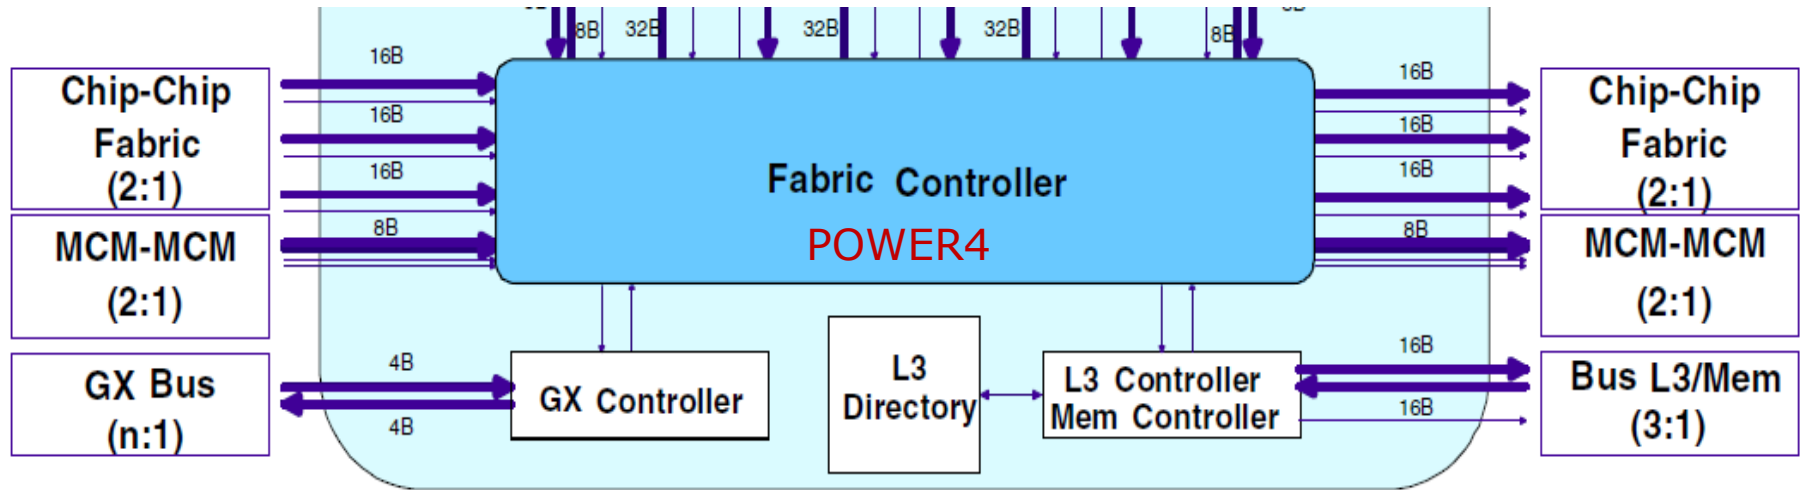 8B 32B 32B 32B 8B
16B
16B
16B
8B
Chip-Chip
Fabric
(2:1)
MCM-MCM
(2:1)
GX Bus
(n:1)
4B
4B
Fabric Controller
POWER4
GX Controller
L3
Directory
L3 Controller
Mem Controller
16B
16B
16B
8B
16B
16B
Chip-Chip
Fabric
(2:1)
MCM-MCM
(2:1)
Bus L3/Mem
(3:1)